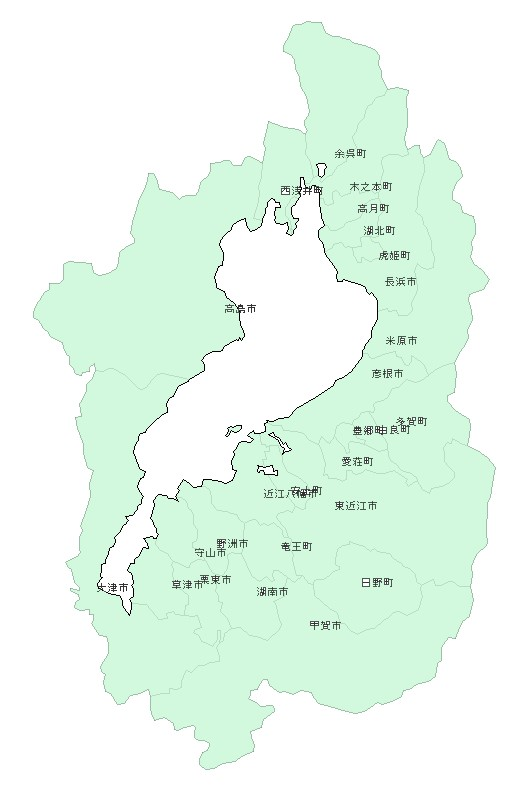 余呉町
西浅井町
木之本町
高月町
湖北町
虎姫町
長浜市
高島市
米原市
彦根市
多賀町
豊郷町
甲良町
愛荘町
安土町
近江八幡市
東近江市
野洲市
竜王町
守山市
栗東市
日野町
草津市
大津市
湖南市
甲賀市